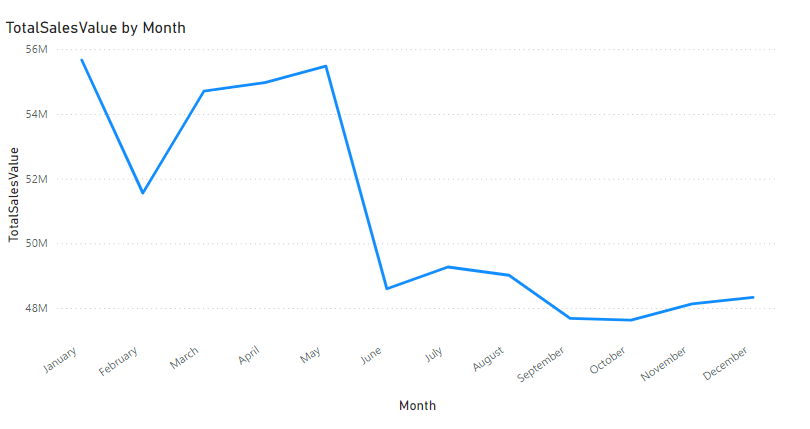 TotalSalesValue by Month
56M
54M
52M
50M
48M
TotalSalesValue
January
February
March
April
May
June
July
August
September
October
November
December
Month